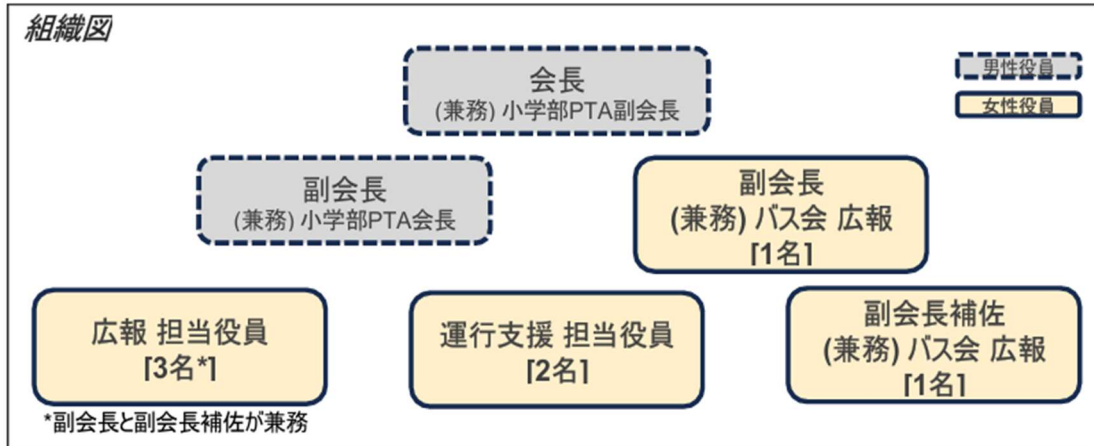 組織図
会長
(兼務) 小学部PTA副会長
男性役員
女性役員
副会長
(兼務) 小学部PTA会長
副会長
(兼務) バス会 広報
[1名]
広報 担当役員
[3名*]
*副会長と副会長補佐が兼務
運行支援 担当役員
[2名]
副会長補佐
(兼務) バス会 広報
[1名]